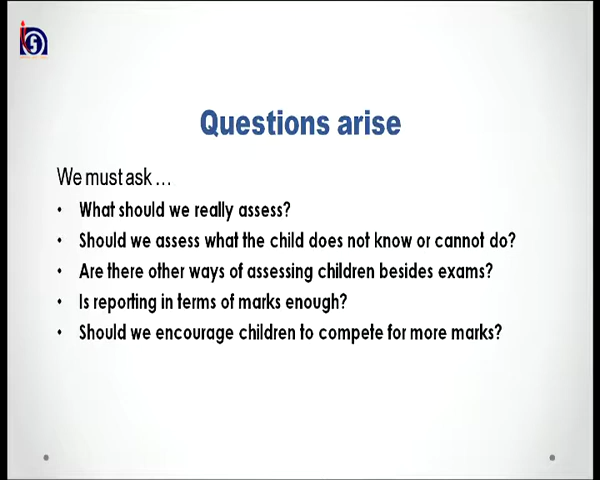 Questions arise
We must ask …
• What should we really assess?
• Should we assess what the child does not know or cannot do?
• Are there other ways of assessing children besides exams?
• Is reporting in terms of marks enough?
• Should we encourage children to compete for more marks?